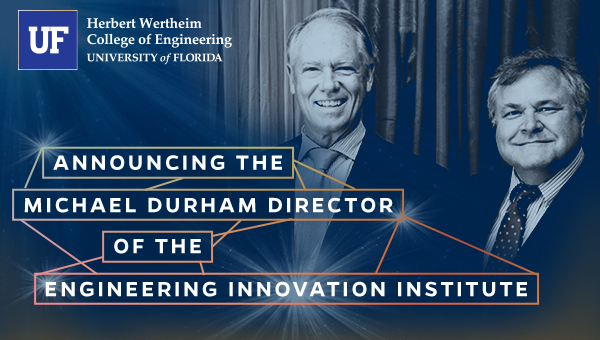 UF
Herbert Wertheim
College of Engineering
UNIVERSITY of FLORIDA
ANNOUNCING THE
MICHAEL DURHAM DIRECTOR
OF THE
ENGINEERING INNOVATION INSTITUTE